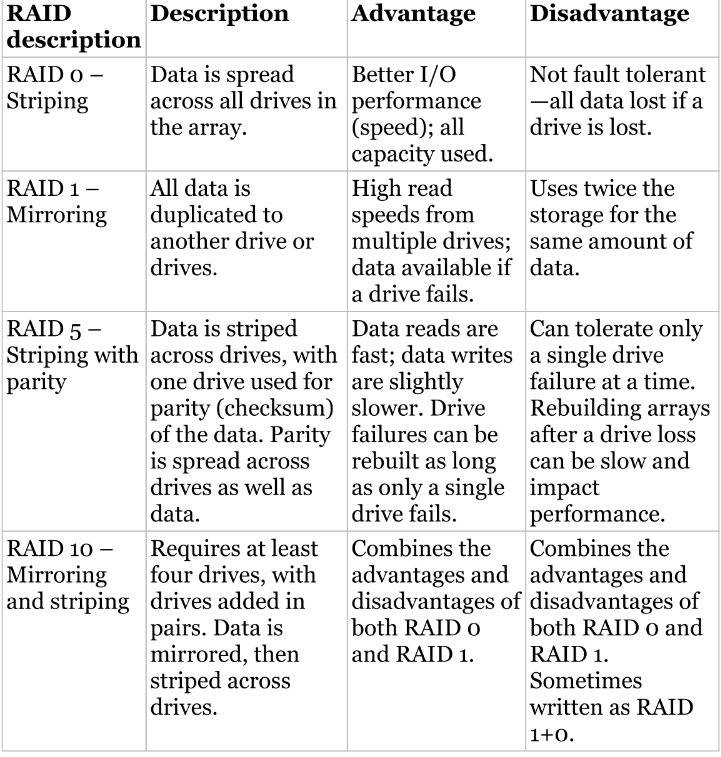 RAID description
Description
Advantage
Disadvantage
RAID 0 –
Striping
Data is spread
across all drives in
the array.
Better I/O
performance
(speed); all
capacity used.
Not fault tolerant
—all data lost if a
drive is lost.
RAID 1 –
Mirroring
All data is
duplicated to
another drive or
drives.
High read
speeds from
multiple drives;
data available if
a drive fails.
Uses twice the
storage for the
same amount of
data.
RAID 5 –
Striping with
parity
Data is striped
across drives, with
one drive used for
parity (checksum)
of the data. Parity
is spread across
drives as well as
data.
Data reads are
fast; data writes
are slightly
slower. Drive
failures can be
rebuilt as long
as only a single
drive fails.
Can tolerate only
a single drive
failure at a time.
Rebuilding arrays
after a drive loss
can be slow and
impact
performance.
RAID 10 –
Mirroring
and striping
Requires at least
four drives, with
drives added in
pairs. Data is
mirrored, then
striped across
drives.
Combines the
advantages and
disadvantages of
both RAID 0
and RAID 1.
Combines the
advantages and
disadvantages of
both RAID 0 and
RAID 1.
Sometimes
written as RAID
1+0.